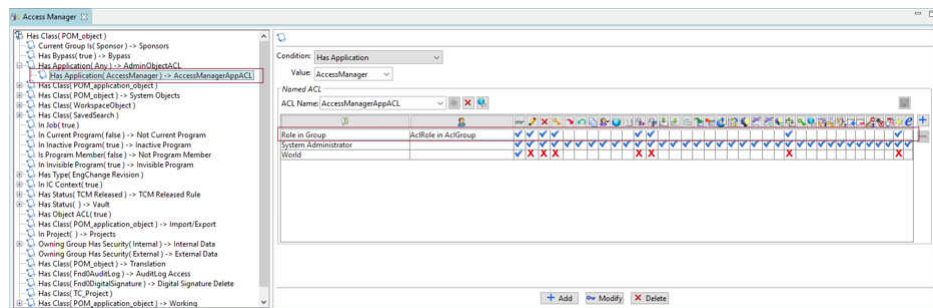 Access Manager
Has Class( POM_object )
Current Group Is( Sponsor ) -> Sponsors
Has Bypass( true ) -> Bypass
Has Application( Any ) -> AdminObjectACL
Has Application( AccessManager ) -> AccessManagerAppACL
Has Class( POM_application_object )
Has Class( POM_object ) -> System Objects
Has Class( WorkspaceObject )
Has Class( SavedSearch )
In Job( true )
In Current Program( false ) -> Not Current Program
In Inactive Program( true ) -> Inactive Program
Is Program Member( false ) -> Not Program Member
In Invisible Program( true ) -> Invisible Program
Has Type( EngChange Revision )
In IC Context( true )
Has Status( TCM Released ) -> TCM Released Rule
Has Status( ) -> Vault
Has Object ACL( true )
Has Class( POM_application_object ) -> Import/Export
In Project( ) -> Projects
Owning Group Has Security( Internal ) -> Internal Data
Owning Group Has Security( External ) -> External Data
Has Class( POM_object ) -> Translation
Has Class( Fnd0AuditLog ) -> AuditLog Access
Has Class( Fnd0DigitalSignature ) -> Digital Signature Delete
Has Class( TC_Project )
Has Class( POM_application_object ) -> Working
Condition: Has Application
Value: AccessManager
Named ACL
ACL Name: AccessManagerAppACL
Role in Group AclRole in AclGroup
System Administrator
World
Add Modify Delete